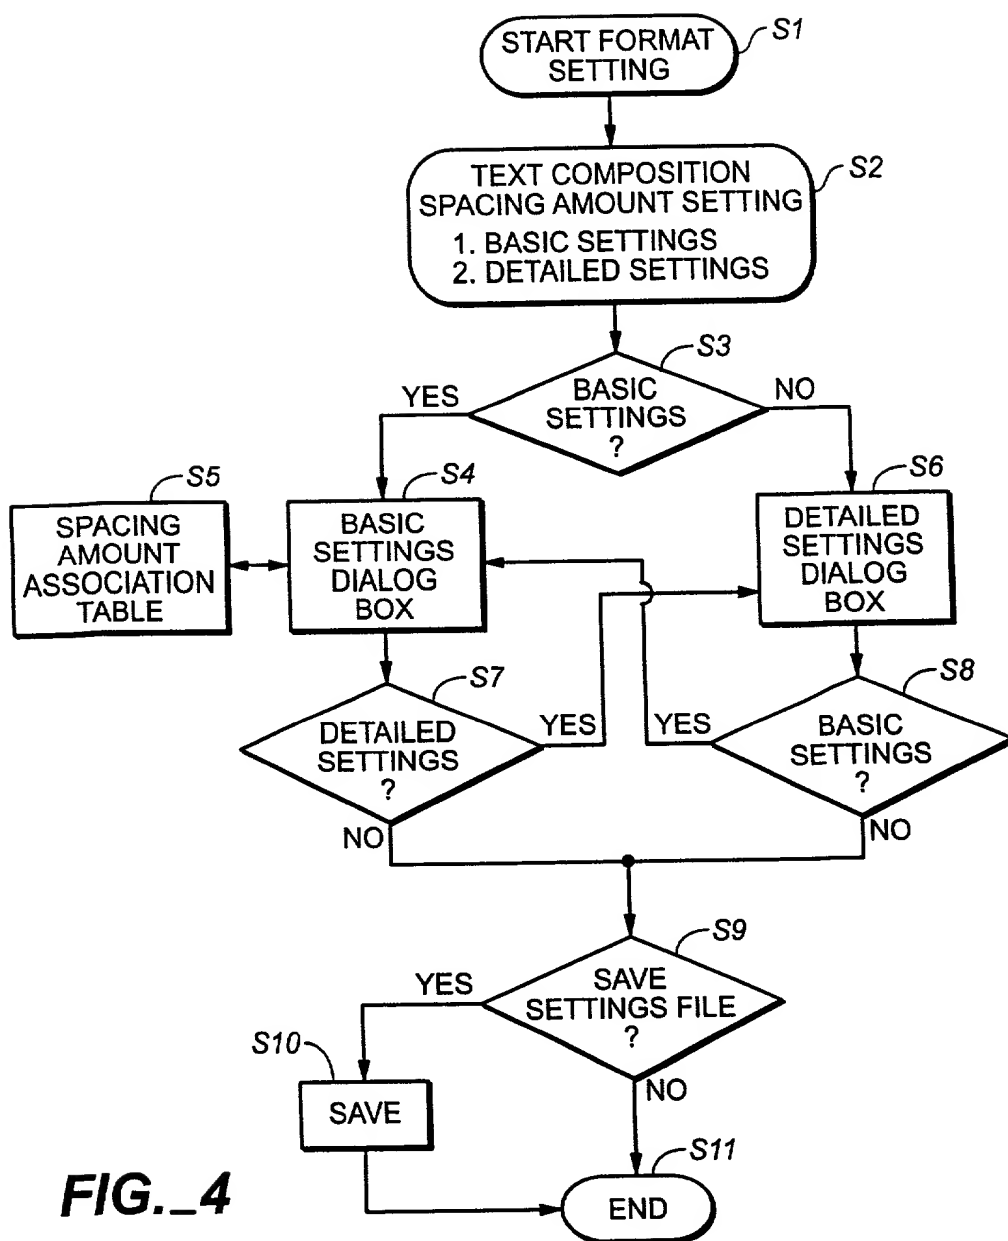 START FORMAT
SETTING
S1
TEXT COMPOSITION
SPACING AMOUNT SETTING
1. BASIC SETTINGS
2. DETAILED SETTINGS
S2
S3
YES
BASIC
SETTINGS
?
NO
S5
SPACING
AMOUNT
ASSOCIATION
TABLE
S4
BASIC
SETTINGS
DIALOG
BOX
S6
DETAILED
SETTINGS
DIALOG
BOX
S7
DETAILED
SETTINGS
?
YES
NO
S8
YES
BASIC
SETTINGS
?
NO
S9
YES
SAVE
SETTINGS FILE
?
NO
S10
SAVE
S11
END
FIG._4